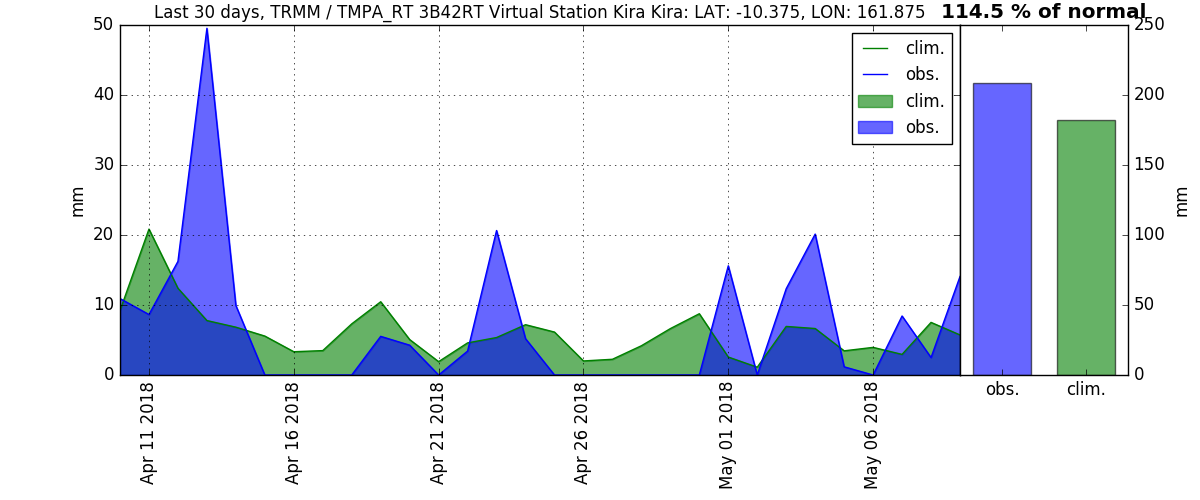 Last 30 days, TRMM / TMPA_RT 3B42RT Virtual Station Kira Kira: LAT: -10.375, LON: 161.875 114.5 % of normal
50
40
30
20
10
0
mm
clim.
obs.
clim.
obs.
250
200
150
100
50
0
mm
obs. clim.
Apr 11 2018
Apr 16 2018
Apr 21 2018
Apr 26 2018
May 01 2018
May 06 2018